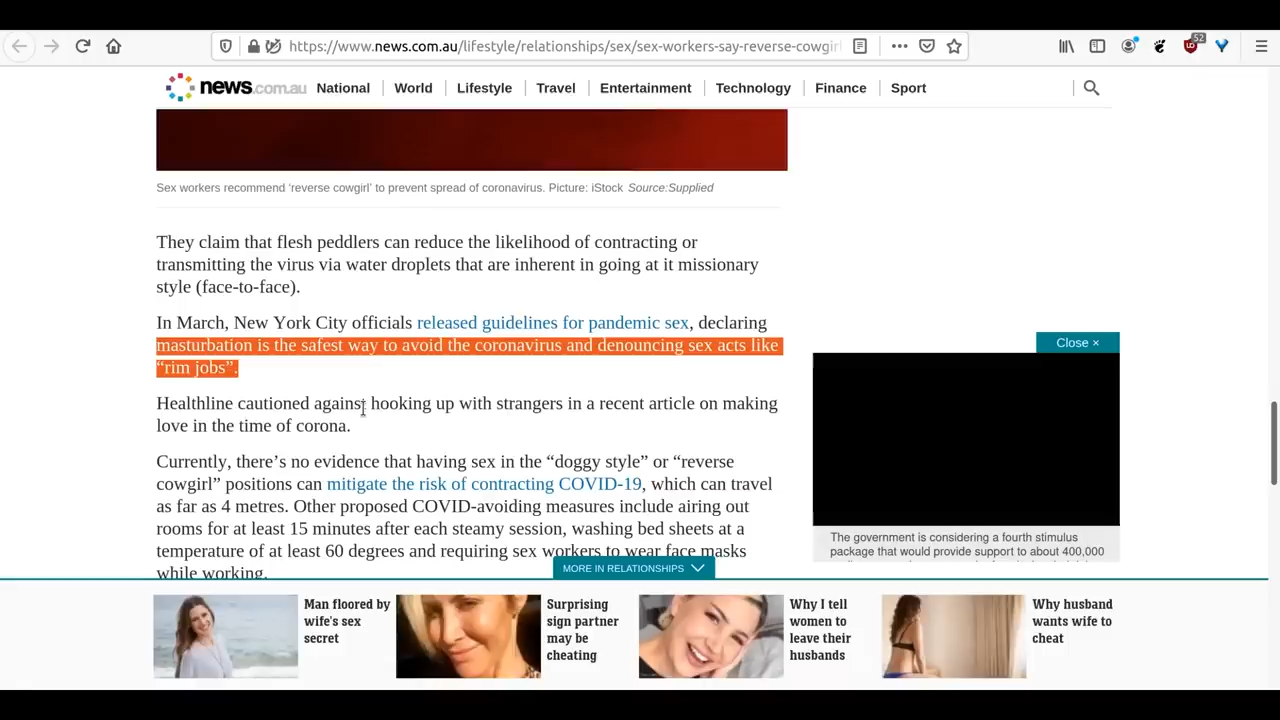 https://www.news.com.au/lifestyle/relationships/sex/sex-workers-say-reverse-cowgirl
52
news.com.au National World Lifestyle Travel Entertainment Technology Finance Sport
Sex workers recommend ‘reverse cowgirl’ to prevent spread of coronavirus. Picture: iStock Source:Supplied
They claim that flesh peddlers can reduce the likelihood of contracting or
transmitting the virus via water droplets that are inherent in going at it missionary
style (face-to-face).
In March, New York City officials released guidelines for pandemic sex, declaring
masturbation is the safest way to avoid the coronavirus and denouncing sex acts like
“rim jobs”.
Healthline cautioned against hooking up with strangers in a recent article on making
love in the time of corona.
Currently, there’s no evidence that having sex in the “doggy style” or “reverse
cowgirl” positions can mitigate the risk of contracting COVID-19, which can travel
as far as 4 metres. Other proposed COVID-avoiding measures include airing out
rooms for at least 15 minutes after each steamy session, washing bed sheets at a
temperature of at least 60 degrees and requiring sex workers to wear face masks
while working.
Close ×
The government is considering a fourth stimulus
package that would provide support to about 400,000
MORE IN RELATIONSHIPS
Man floored by
wife's sex
secret
Surprising
sign partner
may be
cheating
Why I tell
women to
leave their
husbands
Why husband
wants wife to
cheat